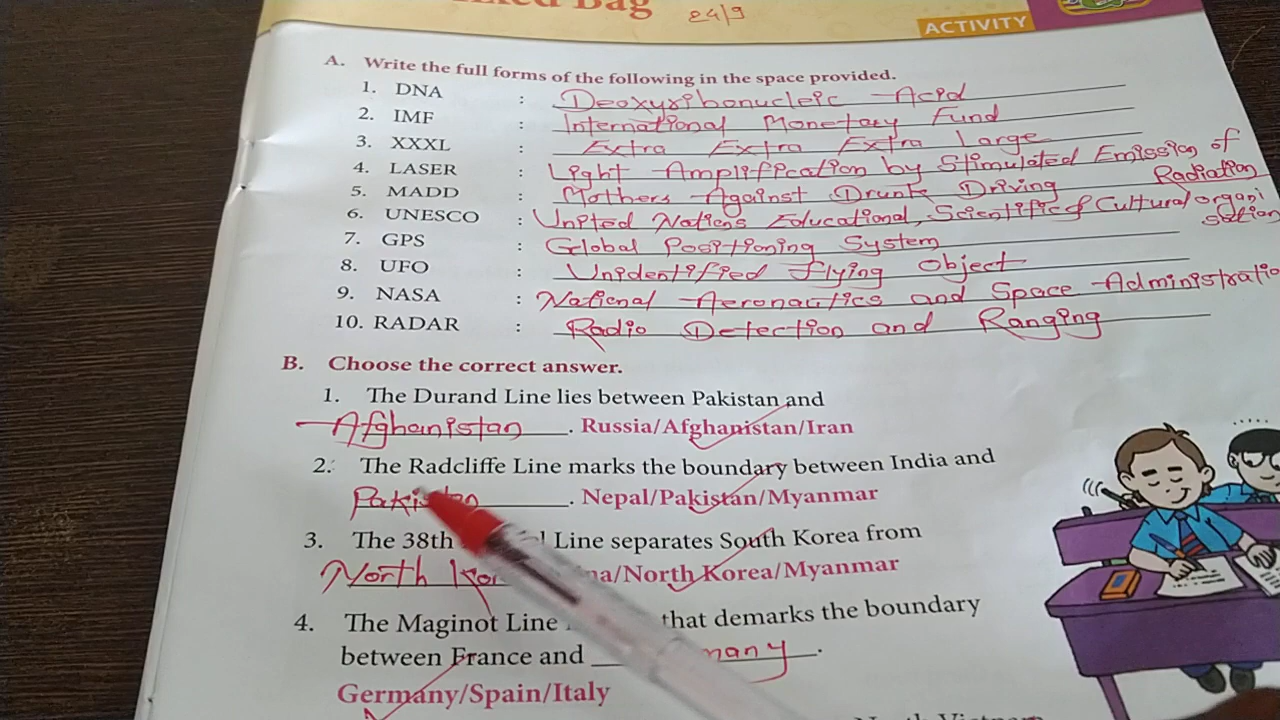 Bag 24/9
ACTIVITY
A. Write the full forms of the following in the space provided.
1. DNA : Deoxyribonucleic Acid
2. IMF : International Monetary Fund
3. XXXL : Extra Extra Extra Large
4. LASER : Light Amplification by Stimulated Emission of Radiation
5. MADD : Mothers Against Drunk Driving
6. UNESCO : United Nations Educational, Scientific & Cultural organisation
7. GPS : Global Positioning System
8. UFO : Unidentified Flying Object
9. NASA : National Aeronautics and Space Administratio
10. RADAR : Radio Detection and Ranging
B. Choose the correct answer.
1. The Durand Line lies between Pakistan and
Afghanistan. Russia/Afghanistan/Iran
2. The Radcliffe Line marks the boundary between India and
Pakistan. Nepal/Pakistan/Myanmar
3. The 38th Line separates South Korea from
North /North Korea/Myanmar
4. The Maginot Line that demarks the boundary
between France and many.
Germany/Spain/Italy